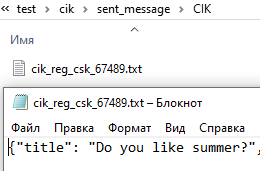 test > cik > sent_message > CIK
Имя
cik_reg_csk_67489.txt
cik_reg_csk_67489.txt – Блокнот
Файл Правка Формат Вид Справка
{"title": "Do you like summer?",